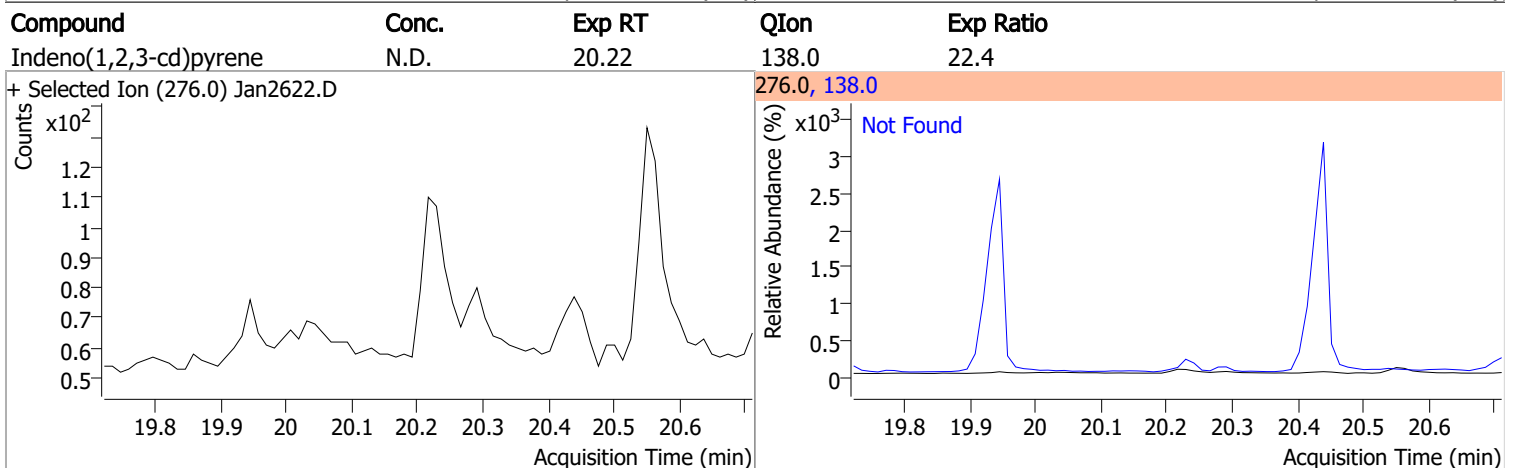 Compound Conc. Exp RT QIon Exp Ratio
Indeno(1,2,3-cd)pyrene N.D. 20.22 138.0 22.4
+ Selected Ion (276.0) Jan2622.D
Counts
x10²
1.2
1.1
1
0.9
0.8
0.7
0.6
0.5
19.8 19.9 20 20.1 20.2 20.3 20.4 20.5 20.6
Acquisition Time (min)
276.0, 138.0
Relative Abundance (%)
x10³
Not Found
3
2.5
2
1.5
1
0.5
0
19.8 19.9 20 20.1 20.2 20.3 20.4 20.5 20.6
Acquisition Time (min)